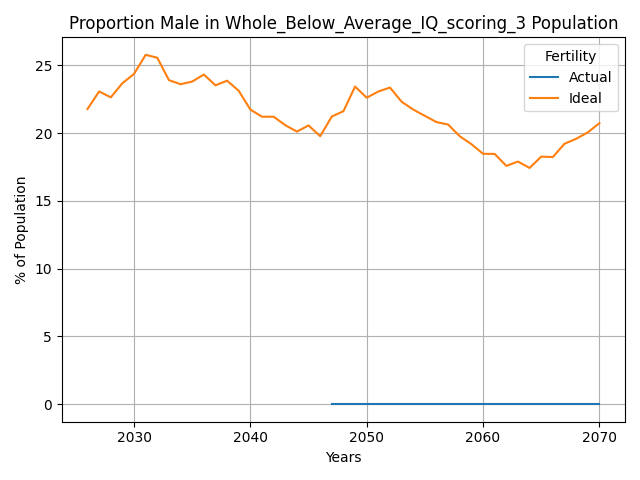 Proportion Male in Whole_Below_Average_IQ_scoring_3 Population
Fertility
Actual
Ideal
% of Population
25
20
15
10
5
0
2030 2040 2050 2060 2070
Years